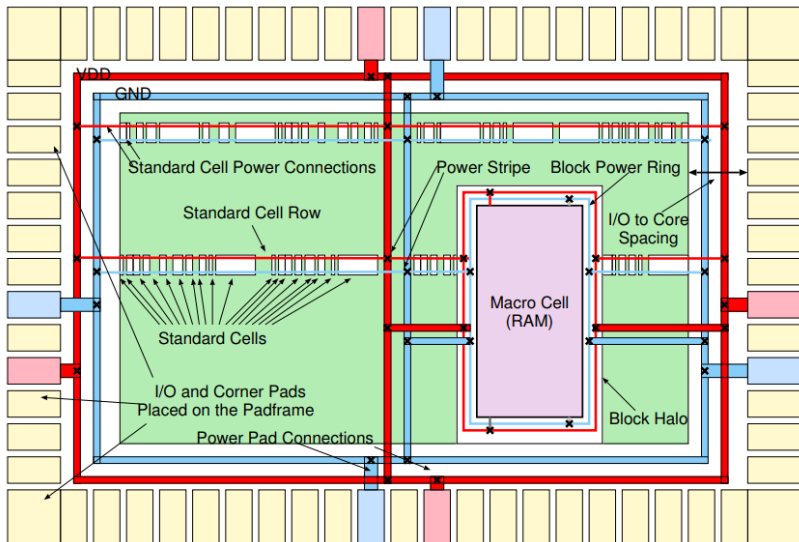 VDD
GND
Standard Cell Power Connections
Power Stripe
Block Power Ring
Standard Cell Row
I/O to Core
Spacing
Macro Cell
(RAM)
Standard Cells
I/O and Corner Pads
Placed on the Padframe
Block Halo
Power Pad Connections